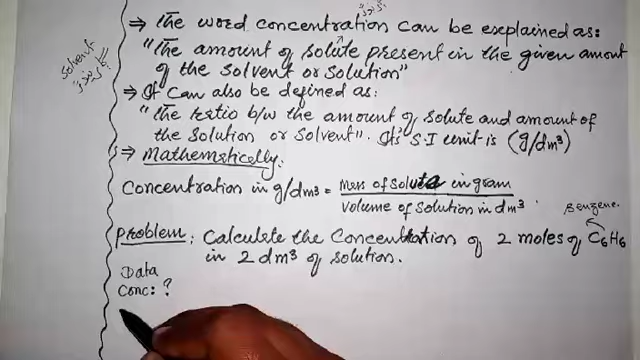 ⇒ The word concentration can be explained as:
"The amount of solute present in the given amount
of the solvent or solution"
⇒ It can also be defined as:
"The ratio b/w the amount of solute and amount of
the solution or solvent". It's S.I unit is (g/dm³)
⇒ Mathematically:
Concentration in g/dm³ = Mass of solute in gram
Volume of solution in dm³.
Problem: Calculate the Concentration of 2 moles of C6H6
Benzene.
in 2 dm³ of solution.
Data
Conc: ?
solvent